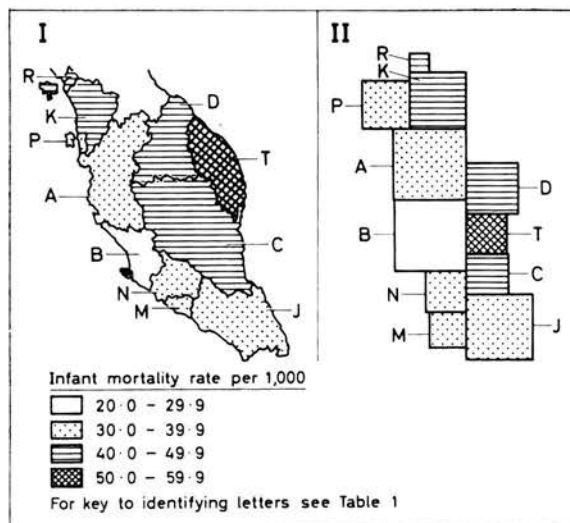 I
II
R
K
P
A
B
N
M
D
T
C
J
R
K
P
A
B
N
M
D
T
C
J
Infant mortality rate per 1,000
20·0 – 29·9
30·0 – 39·9
40·0 – 49·9
50·0 – 59·9
For key to identifying letters see Table 1